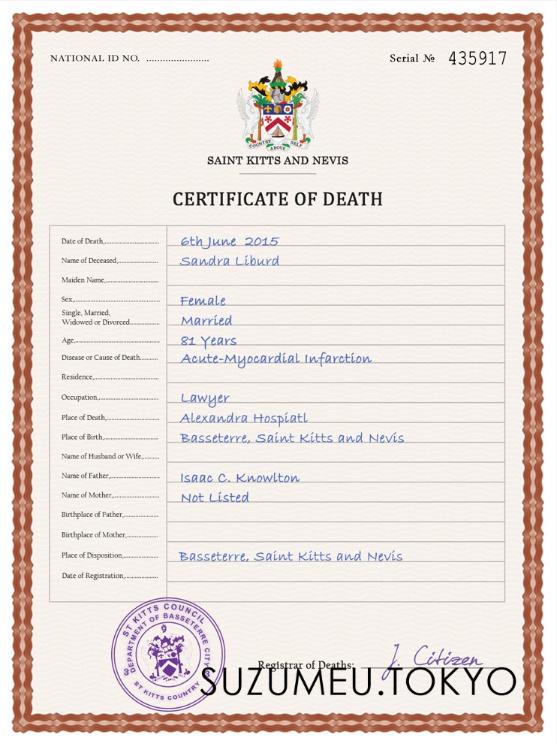 NATIONAL ID NO. ........................
Serial № 435917
COUNTRY ABOVE SELF
SAINT KITTS AND NEVIS
CERTIFICATE OF DEATH
Date of Death,........................ 6th June 2015
Name of Deceased,.................. Sandra Liburd
Maiden Name,........................
Sex,..................................... Female
Single, Married,
Widowed or Divorced............. Married
Age,..................................... 81 Years
Disease or Cause of Death........ Acute-Myocardial Infarction
Residence,............................
Occupation,.......................... Lawyer
Place of Death,...................... Alexandra Hospiatl
Place of Birth,....................... Basseterre, Saint Kitts and Nevis
Name of Husband or Wife,.......
Name of Father,..................... Isaac C. Knowlton
Name of Mother,.................... Not Listed
Birthplace of Father,...............
Birthplace of Mother,..............
Place of Disposition,................ Basseterre, Saint Kitts and Nevis
Date of Registration,................
ST KITTS COUNCIL
DEPARTMENT OF BASSETERRE CITY
ST KITTS COUNTRY
Registrar of Deaths: J. Citizen
SUZUMEU.TOKYO